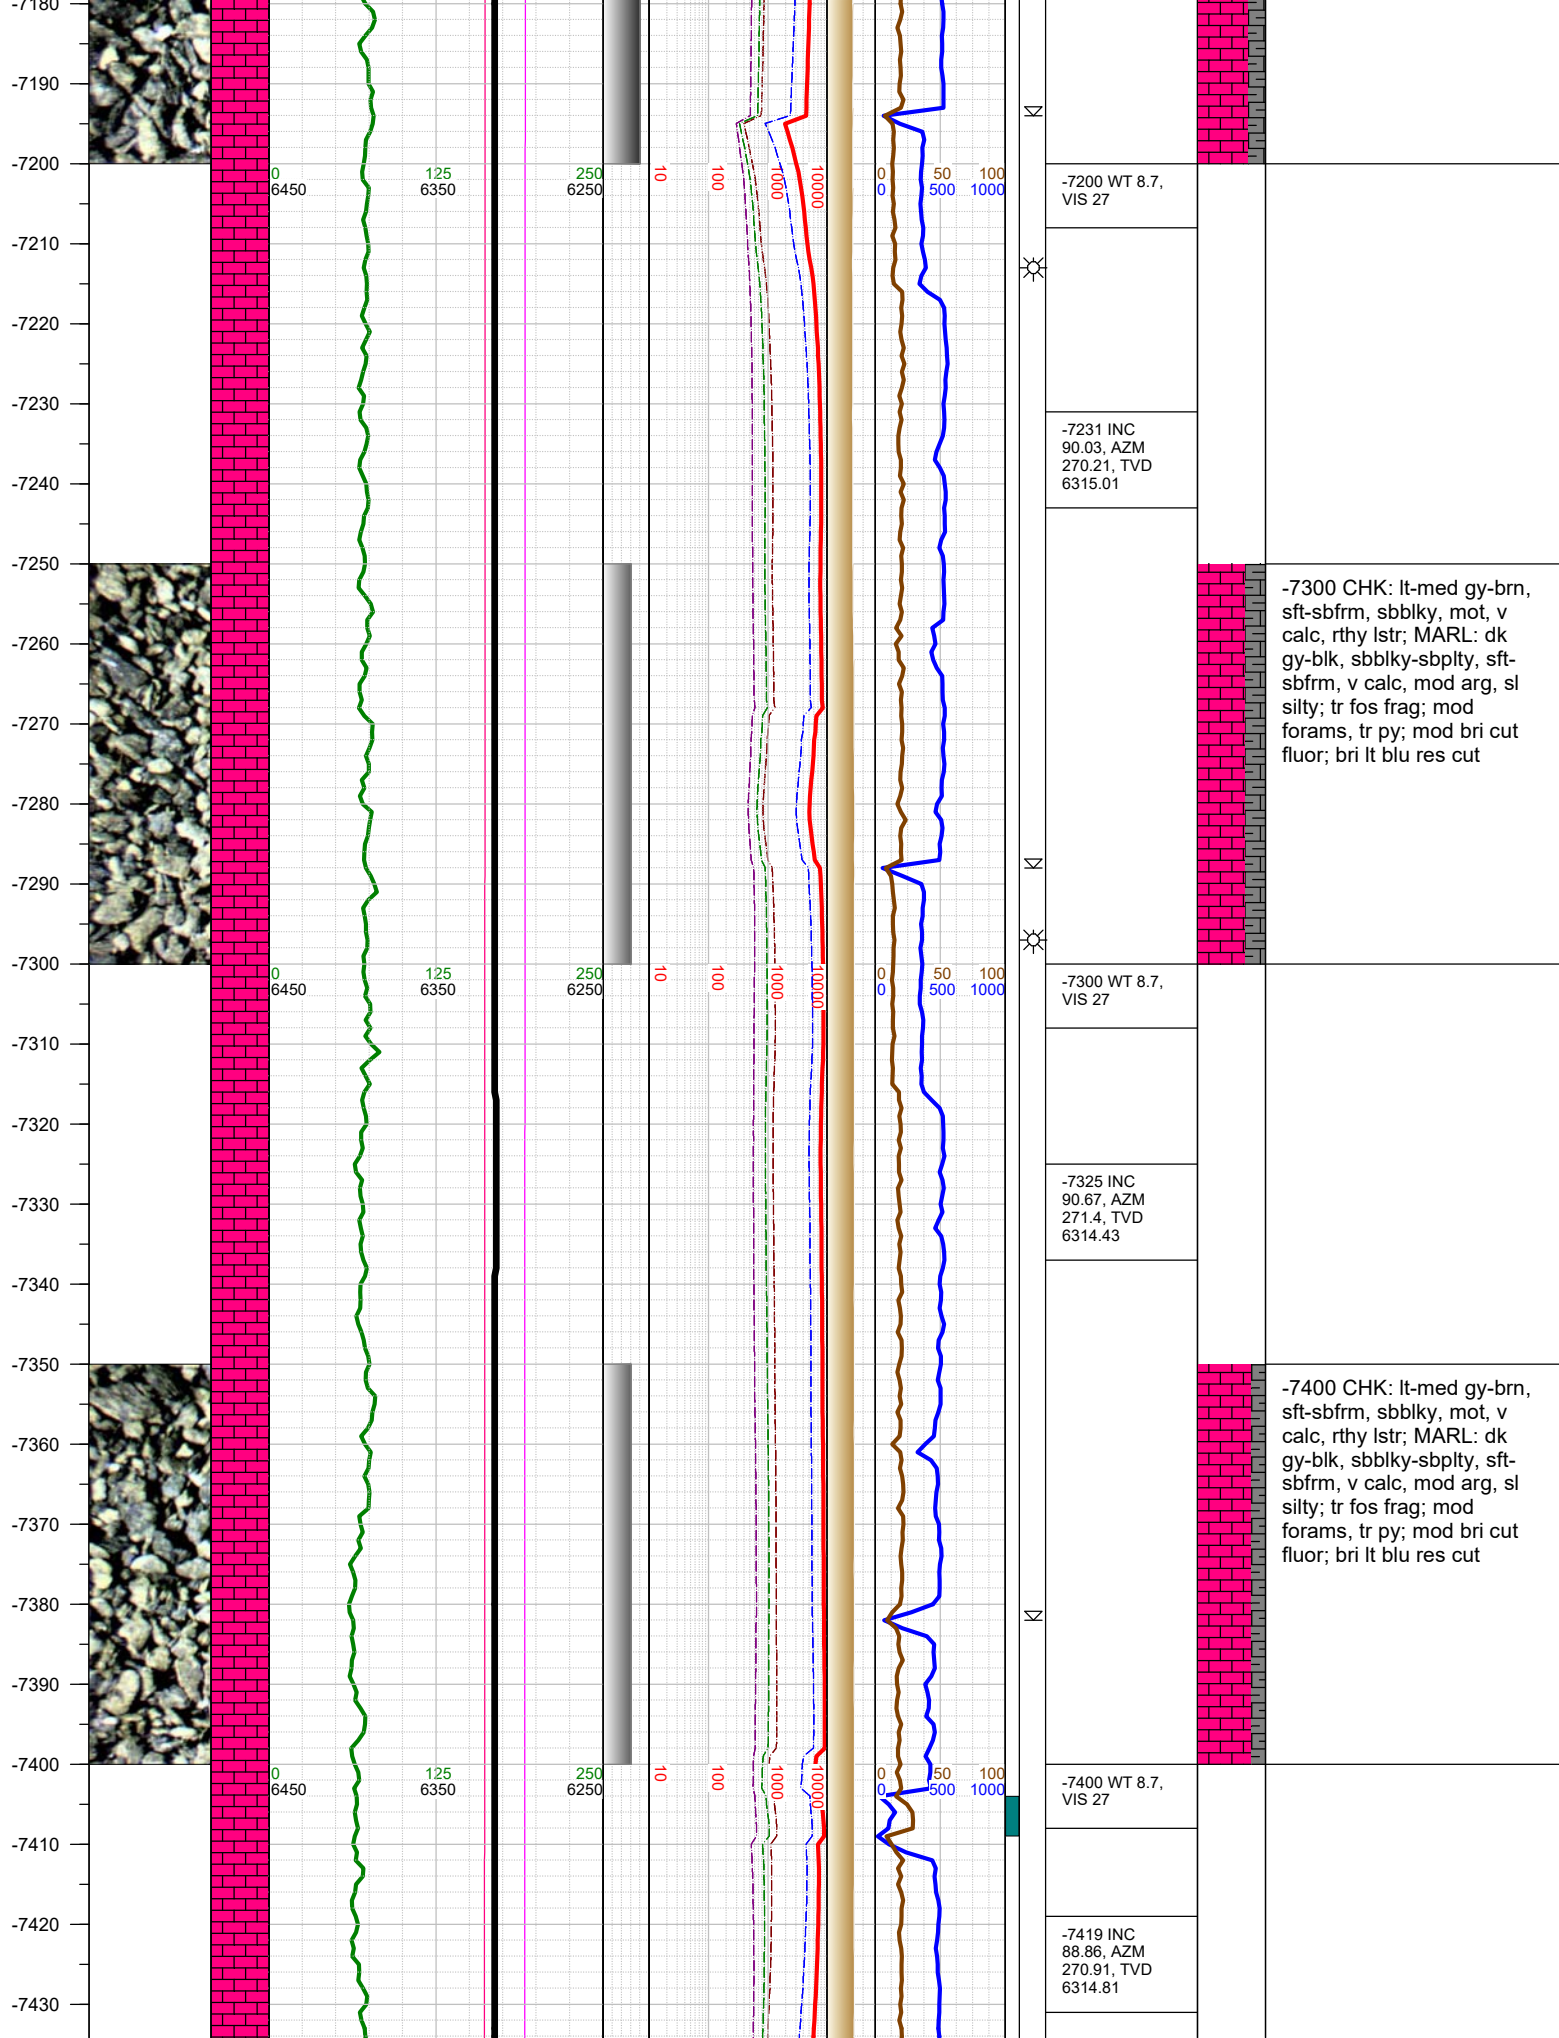 -7180
-7190
-7200
0 125 250 10 100 1000 10000 0 50 100
6450 6350 6250 0 500 1000
-7200 WT 8.7,
VIS 27
-7210
-7220
-7230
-7231 INC
90.03, AZM
270.21, TVD
6315.01
-7240
-7250
-7300 CHK: lt-med gy-brn,
sft-sbfrm, sbblky, mot, v
calc, rthy lstr; MARL: dk
gy-blk, sbblky-sbplty, sft-
sbfrm, v calc, mod arg, sl
silty; tr fos frag; mod
forams, tr py; mod bri cut
fluor; bri lt blu res cut
-7260
-7270
-7280
-7290
-7300
0 125 250 10 100 1000 10000 0 50 100
6450 6350 6250 0 500 1000
-7300 WT 8.7,
VIS 27
-7310
-7320
-7325 INC
90.67, AZM
271.4, TVD
6314.43
-7330
-7340
-7350
-7400 CHK: lt-med gy-brn,
sft-sbfrm, sbblky, mot, v
calc, rthy lstr; MARL: dk
gy-blk, sbblky-sbplty, sft-
sbfrm, v calc, mod arg, sl
silty; tr fos frag; mod
forams, tr py; mod bri cut
fluor; bri lt blu res cut
-7360
-7370
-7380
-7390
-7400
0 125 250 10 100 1000 10000 0 50 100
6450 6350 6250 0 500 1000
-7400 WT 8.7,
VIS 27
-7410
-7420
-7419 INC
88.86, AZM
270.91, TVD
6314.81
-7430